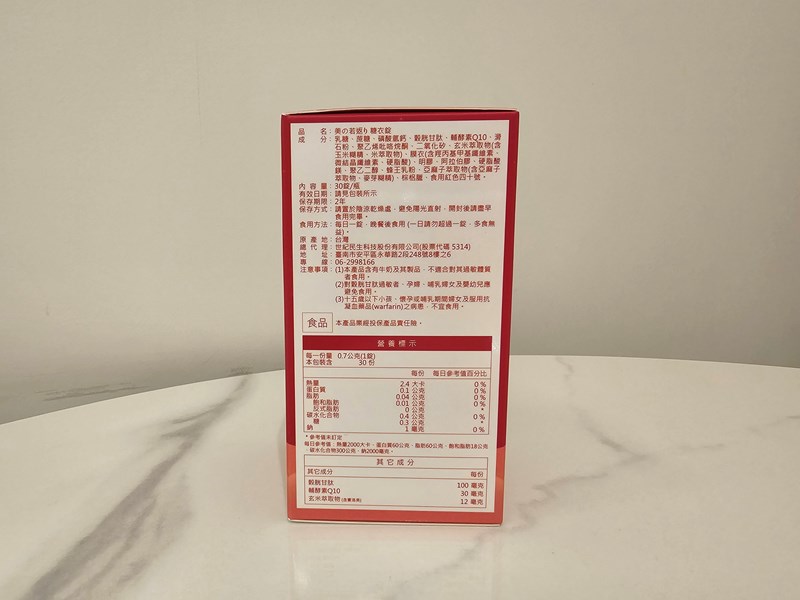 品名：美の若返り糖衣錠
成分：乳糖、蔗糖、磷酸氫鈣、穀胱甘肽、輔酵素Q10、滑
石粉、聚乙烯吡咯烷酮、二氧化矽、玄米萃取物(含
玉米糊精、米萃取物)、膜衣(含羥丙基甲基纖維素、
微結晶纖維素、硬脂酸)、明膠、阿拉伯膠、硬脂酸
鎂、聚乙二醇、蜂王乳粉、亞麻子萃取物(含亞麻子
萃取物、麥芽糊精)、棕梠臘、食用紅色四十號。
內容量：30錠/瓶
有效日期：請見包裝所示
保存期限：2年
保存方式：請置於陰涼乾燥處，避免陽光直射，開封後請盡早
食用完畢。
食用方法：每日一錠，晚餐後食用 (一日請勿超過一錠，多食無
益)。
原產地：台灣
總代理：世紀民生科技股份有限公司(股票代碼 5314)
地址：臺南市安平區永華路2段248號8樓之6
專線：06-2998166
注意事項：(1)本產品含有牛奶及其製品，不適合對其過敏體質
者食用。
(2)對穀胱甘肽過敏者、孕婦、哺乳婦女及嬰幼兒應
避免食用。
(3)十五歲以下小孩、懷孕或哺乳期間婦女及服用抗
凝血藥品(warfarin)之病患，不宜食用。
食品 本產品業經投保產品責任險。
營養標示
每一份量 0.7公克(1錠)
本包裝含 30 份
每份 每日參考值百分比
熱量 2.4 大卡 0 %
蛋白質 0.1 公克 0 %
脂肪 0.04 公克 0 %
飽和脂肪 0.01 公克 0 %
反式脂肪 0 公克 *
碳水化合物 0.4 公克 0 %
糖 0.3 公克 *
鈉 1 毫克 0 %
* 參考值未訂定
每日參考值：熱量2000大卡、蛋白質60公克、脂肪60公克、飽和脂肪18公克
、碳水化合物300公克、鈉2000毫克。
其它成分
其它成分 每份
穀胱甘肽 100 毫克
輔酵素Q10 30 毫克
玄米萃取物 12 毫克